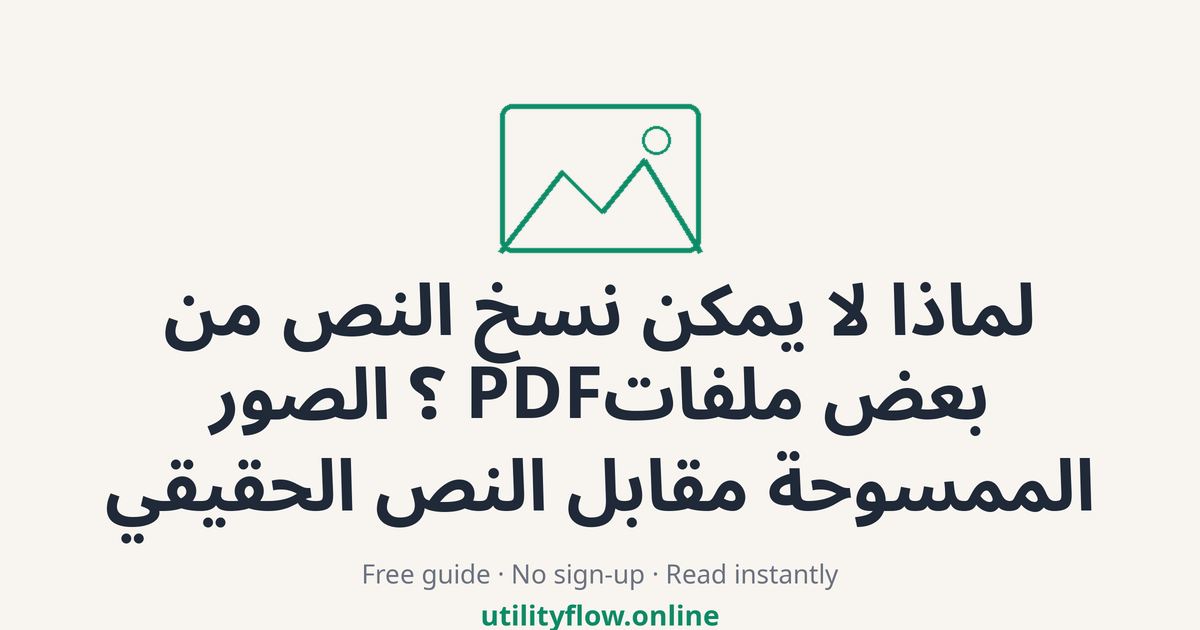 لماذا لا يمكن نسخ النص من
بعض ملفاتPDF ؟ الصور
الممسوحة مقابل النص الحقيقي
Free guide · No sign-up · Read instantly
utilityflow.online